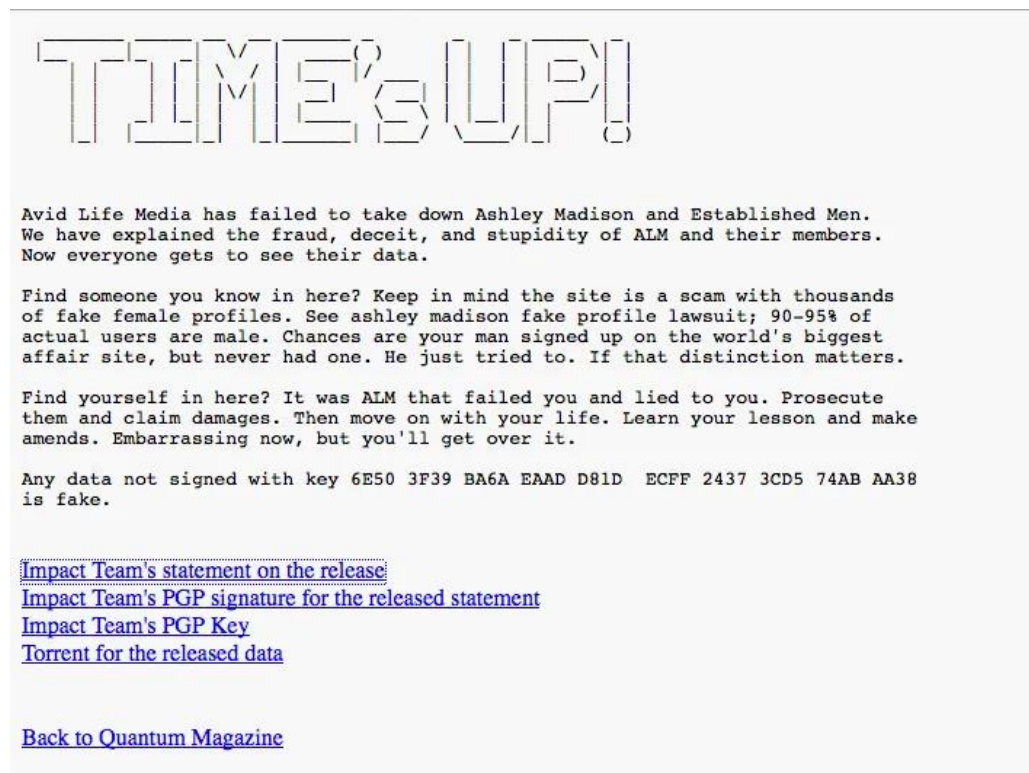 TIME's UP!
Avid Life Media has failed to take down Ashley Madison and Established Men.
We have explained the fraud, deceit, and stupidity of ALM and their members.
Now everyone gets to see their data.
Find someone you know in here? Keep in mind the site is a scam with thousands
of fake female profiles. See ashley madison fake profile lawsuit; 90-95% of
actual users are male. Chances are your man signed up on the world's biggest
affair site, but never had one. He just tried to. If that distinction matters.
Find yourself in here? It was ALM that failed you and lied to you. Prosecute
them and claim damages. Then move on with your life. Learn your lesson and make
amends. Embarrassing now, but you'll get over it.
Any data not signed with key 6E50 3F39 BA6A EAAD D81D  ECFF 2437 3CD5 74AB AA38
is fake.
Impact Team's statement on the release
Impact Team's PGP signature for the released statement
Impact Team's PGP Key
Torrent for the released data
Back to Quantum Magazine